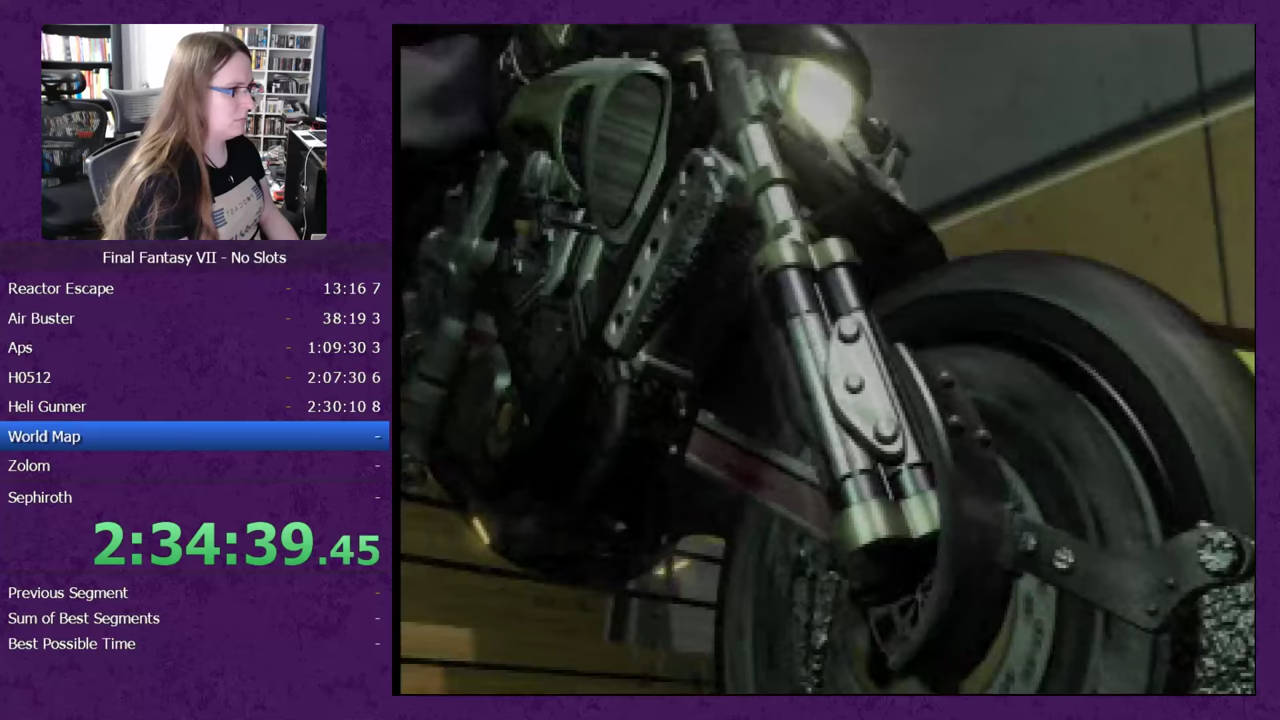 Final Fantasy VII - No Slots
Reactor Escape - 13:16 7
Air Buster - 38:19 3
Aps - 1:09:30 3
H0512 - 2:07:30 6
Heli Gunner - 2:30:10 8
World Map -
Zolom -
Sephiroth -
2:34:39.45
Previous Segment -
Sum of Best Segments -
Best Possible Time -